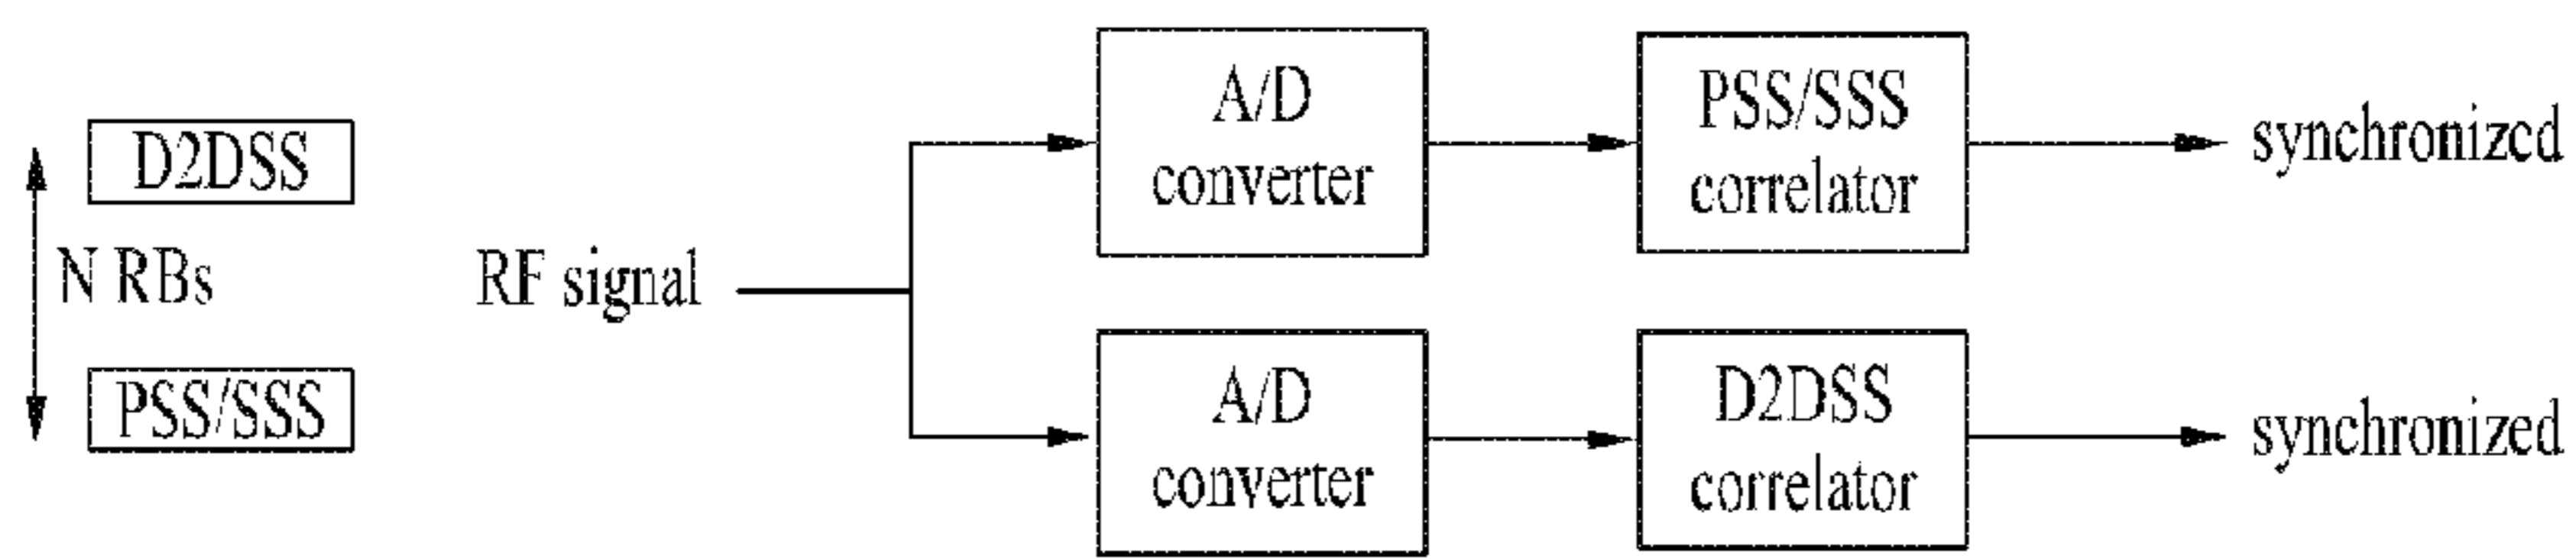 D2DSS
N RBs
PSS/SSS
RF signal
A/D
converter
PSS/SSS
correlator
synchronized
A/D
converter
D2DSS
correlator
synchronized